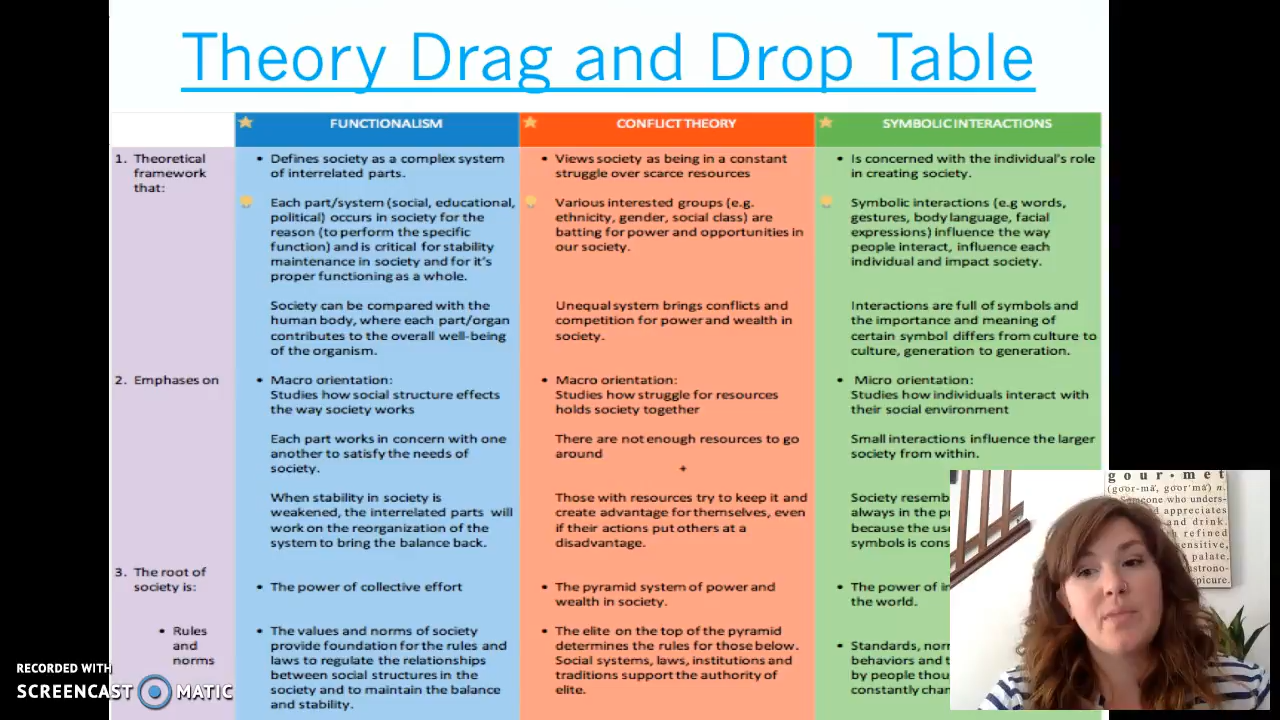 Theory Drag and Drop Table
FUNCTIONALISM
CONFLICT THEORY
SYMBOLIC INTERACTIONS
1. Theoretical
framework
that:
• Defines society as a complex system
of interrelated parts.
Each part/system (social, educational,
political) occurs in society for the
reason (to perform the specific
function) and is critical for stability
maintenance in society and for it's
proper functioning as a whole.
Society can be compared with the
human body, where each part/organ
contributes to the overall well-being
of the organism.
• Views society as being in a constant
struggle over scarce resources
Various interested groups (e.g.
ethnicity, gender, social class) are
batting for power and opportunities in
our society.
Unequal system brings conflicts and
competition for power and wealth in
society.
• Is concerned with the individual's role
in creating society.
Symbolic interactions (e.g words,
gestures, body language, facial
expressions) influence the way
people interact, influence each
individual and impact society.
Interactions are full of symbols and
the importance and meaning of
certain symbol differs from culture to
culture, generation to generation.
2. Emphases on
• Macro orientation:
Studies how social structure effects
the way society works
Each part works in concern with one
another to satisfy the needs of
society.
When stability in society is
weakened, the interrelated parts will
work on the reorganization of the
system to bring the balance back.
• Macro orientation:
Studies how struggle for resources
holds society together
There are not enough resources to go
around
+
Those with resources try to keep it and
create advantage for themselves, even
if their actions put others at a
disadvantage.
• Micro orientation:
Studies how individuals interact with
their social environment
Small interactions influence the larger
society from within.
Society
always in the
because the
symbols is
3. The root of
society is:
• The power of collective effort
• The pyramid system of power and
wealth in society.
• The power of
the world.
• Rules
and
norms
• The values and norms of society
provide foundation for the rules and
laws to regulate the relationships
between social structures in the
society and to maintain the balance
and stability.
• The elite on the top of the pyramid
determines the rules for those below.
Social systems, laws, institutions and
traditions support the authority of
elite.
• Standards,
behaviors and
by people
constantly
gour·met
(goor-mā', goor'mā') n.
Someone who
appreciates
and drink.
refined
palate.
epicure.
RECORDED WITH
SCREENCAST MATIC